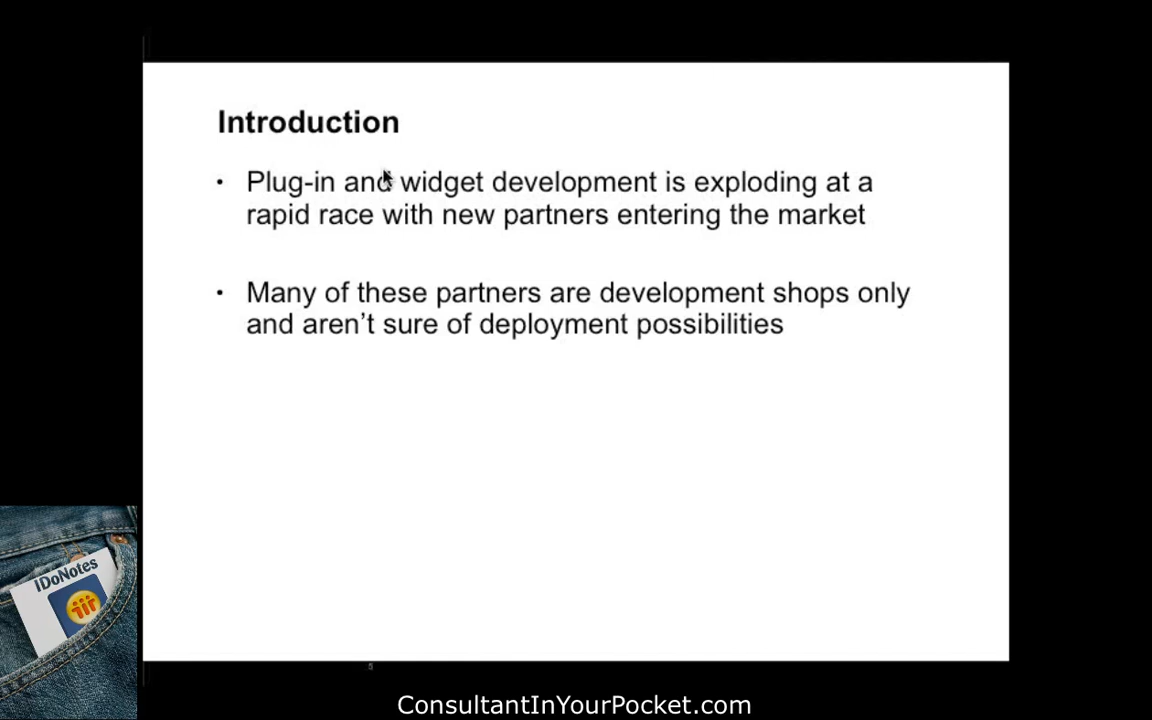 Introduction
• Plug-in and widget development is exploding at a
rapid race with new partners entering the market
• Many of these partners are development shops only
and aren't sure of deployment possibilities
IDoNotes
ConsultantInYourPocket.com